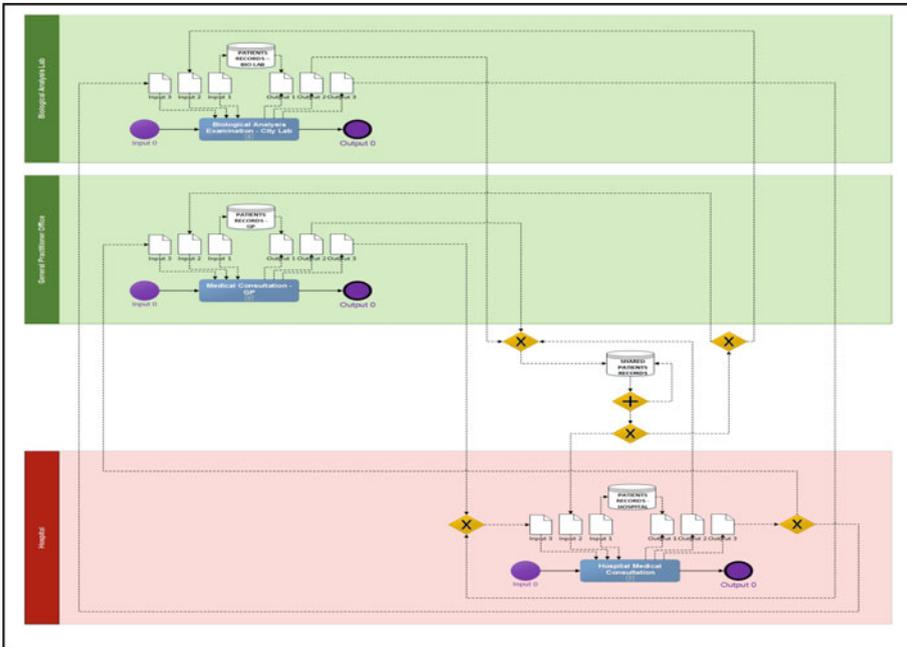 Biological Analysis Lab
PATIENTS
RECORDS -
BIO LAB
Input 3
Input 2
Input 1
Output 1
Output 2
Output 3
Biological Analysis
Examination - City Lab
Input 0
Output 0
General Practitioner Office
PATIENTS
RECORDS -
GP
Input 3
Input 2
Input 1
Output 1
Output 2
Output 3
Medical Consultation -
GP
Input 0
Output 0
SHARED
PATIENTS
RECORDS
Hospital
PATIENTS
RECORDS -
HOSPITAL
Input 3
Input 2
Input 1
Output 1
Output 2
Output 3
Hospital Medical
Consultation
Input 0
Output 0